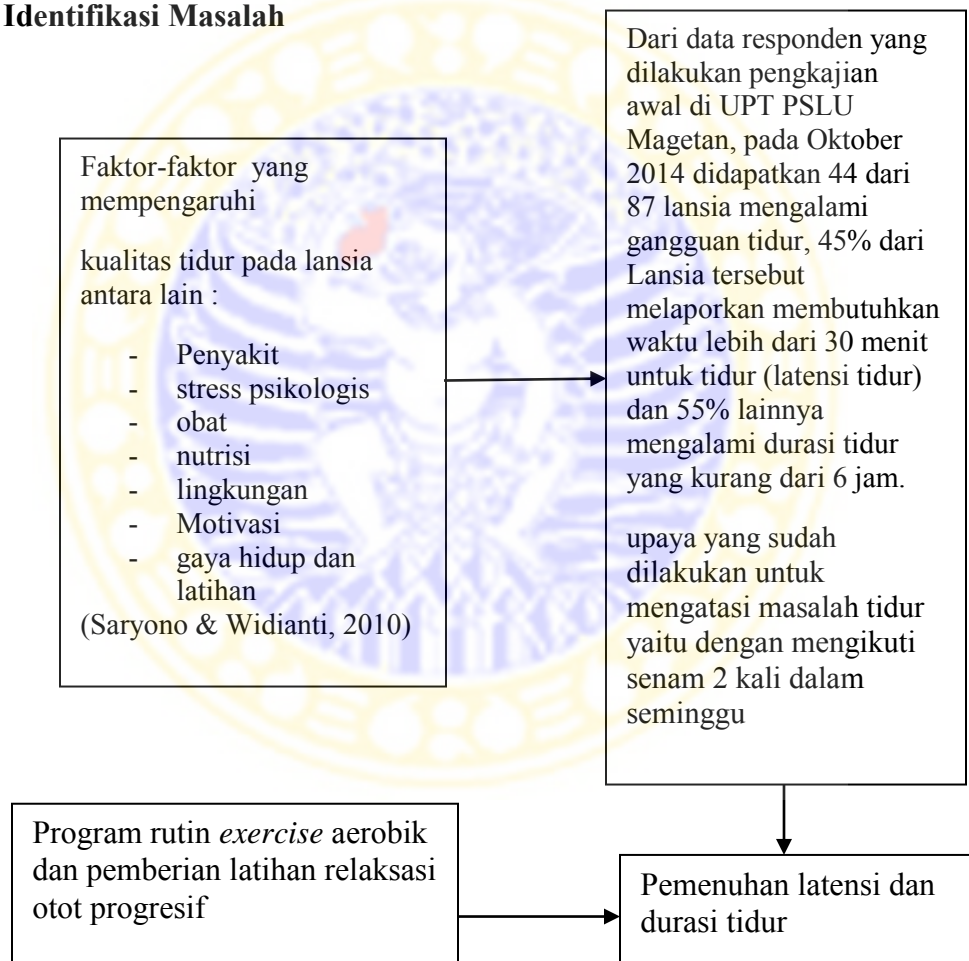 Identifikasi Masalah
Faktor-faktor yang
mempengaruhi
kualitas tidur pada lansia
antara lain :
- Penyakit
- stress psikologis
- obat
- nutrisi
- lingkungan
- Motivasi
- gaya hidup dan
latihan
(Saryono & Widianti, 2010)
Dari data responden yang
dilakukan pengkajian
awal di UPT PSLU
Magetan, pada Oktober
2014 didapatkan 44 dari
87 lansia mengalami
gangguan tidur, 45% dari
Lansia tersebut
melaporkan membutuhkan
waktu lebih dari 30 menit
untuk tidur (latensi tidur)
dan 55% lainnya
mengalami durasi tidur
yang kurang dari 6 jam.
upaya yang sudah
dilakukan untuk
mengatasi masalah tidur
yaitu dengan mengikuti
senam 2 kali dalam
seminggu
Program rutin exercise aerobik
dan pemberian latihan relaksasi
otot progresif
Pemenuhan latensi dan
durasi tidur